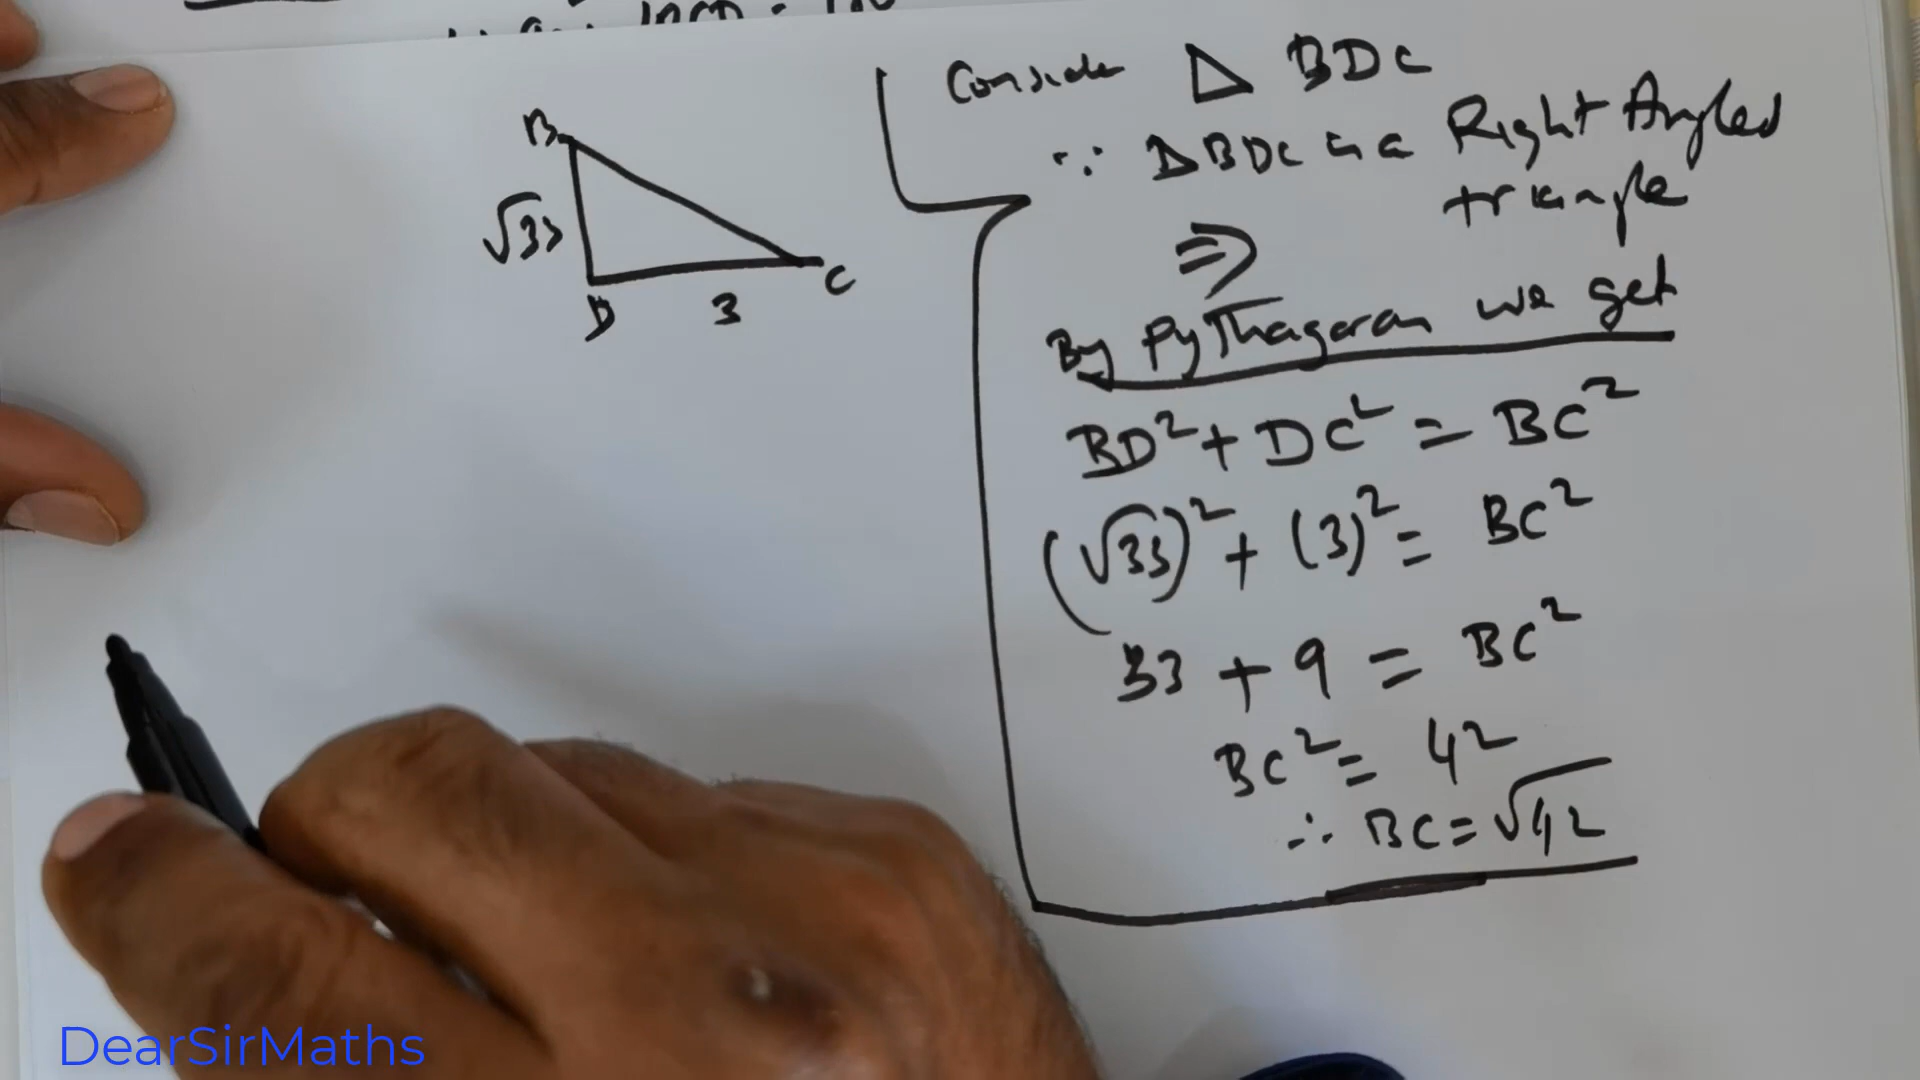 B
√33
D
3
C
Consider △ BDC
∵ △BDC is a Right Angled
triangle
⇒
By PyThagoran we get
BD² + DC² = BC²
(√33)² + (3)² = BC²
33 + 9 = BC²
BC² = 42
∴ BC = √42
DearSirMaths